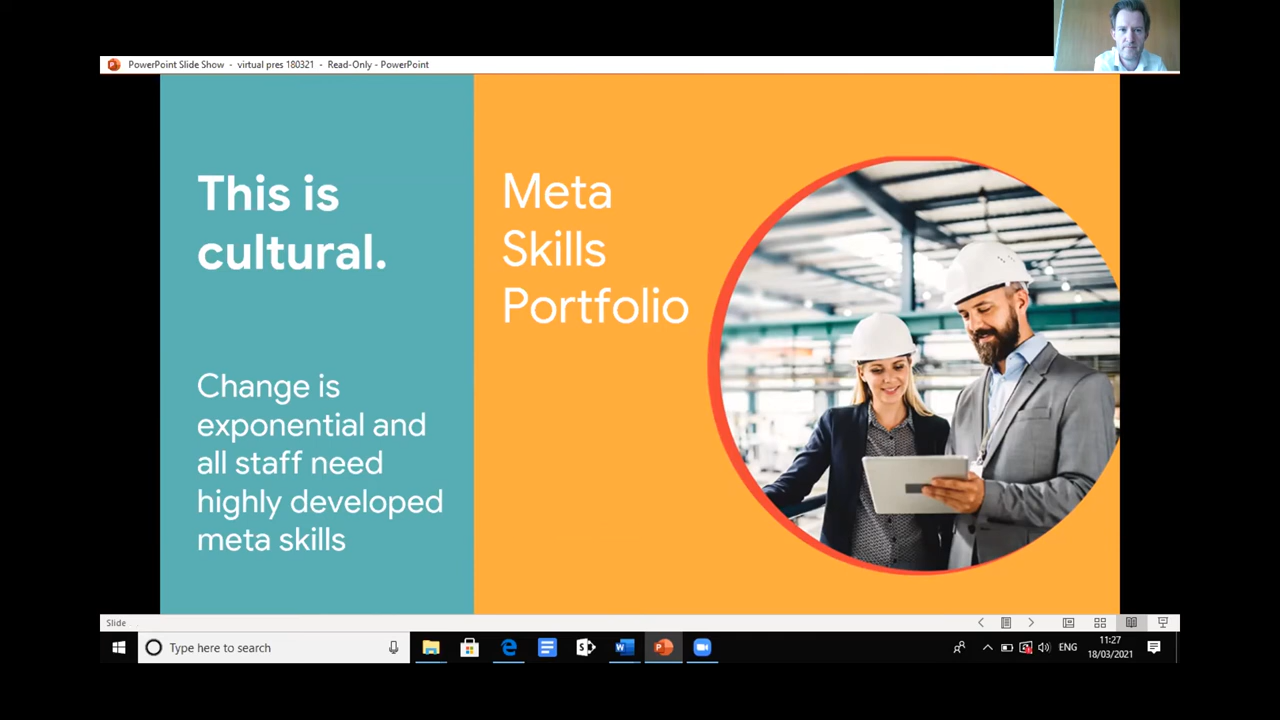 PowerPoint Slide Show - virtual pres 180321 - Read-Only - PowerPoint
This is
cultural.
Change is
exponential and
all staff need
highly developed
meta skills
Meta
Skills
Portfolio
Slide
Type here to search
ENG
11:27
18/03/2021